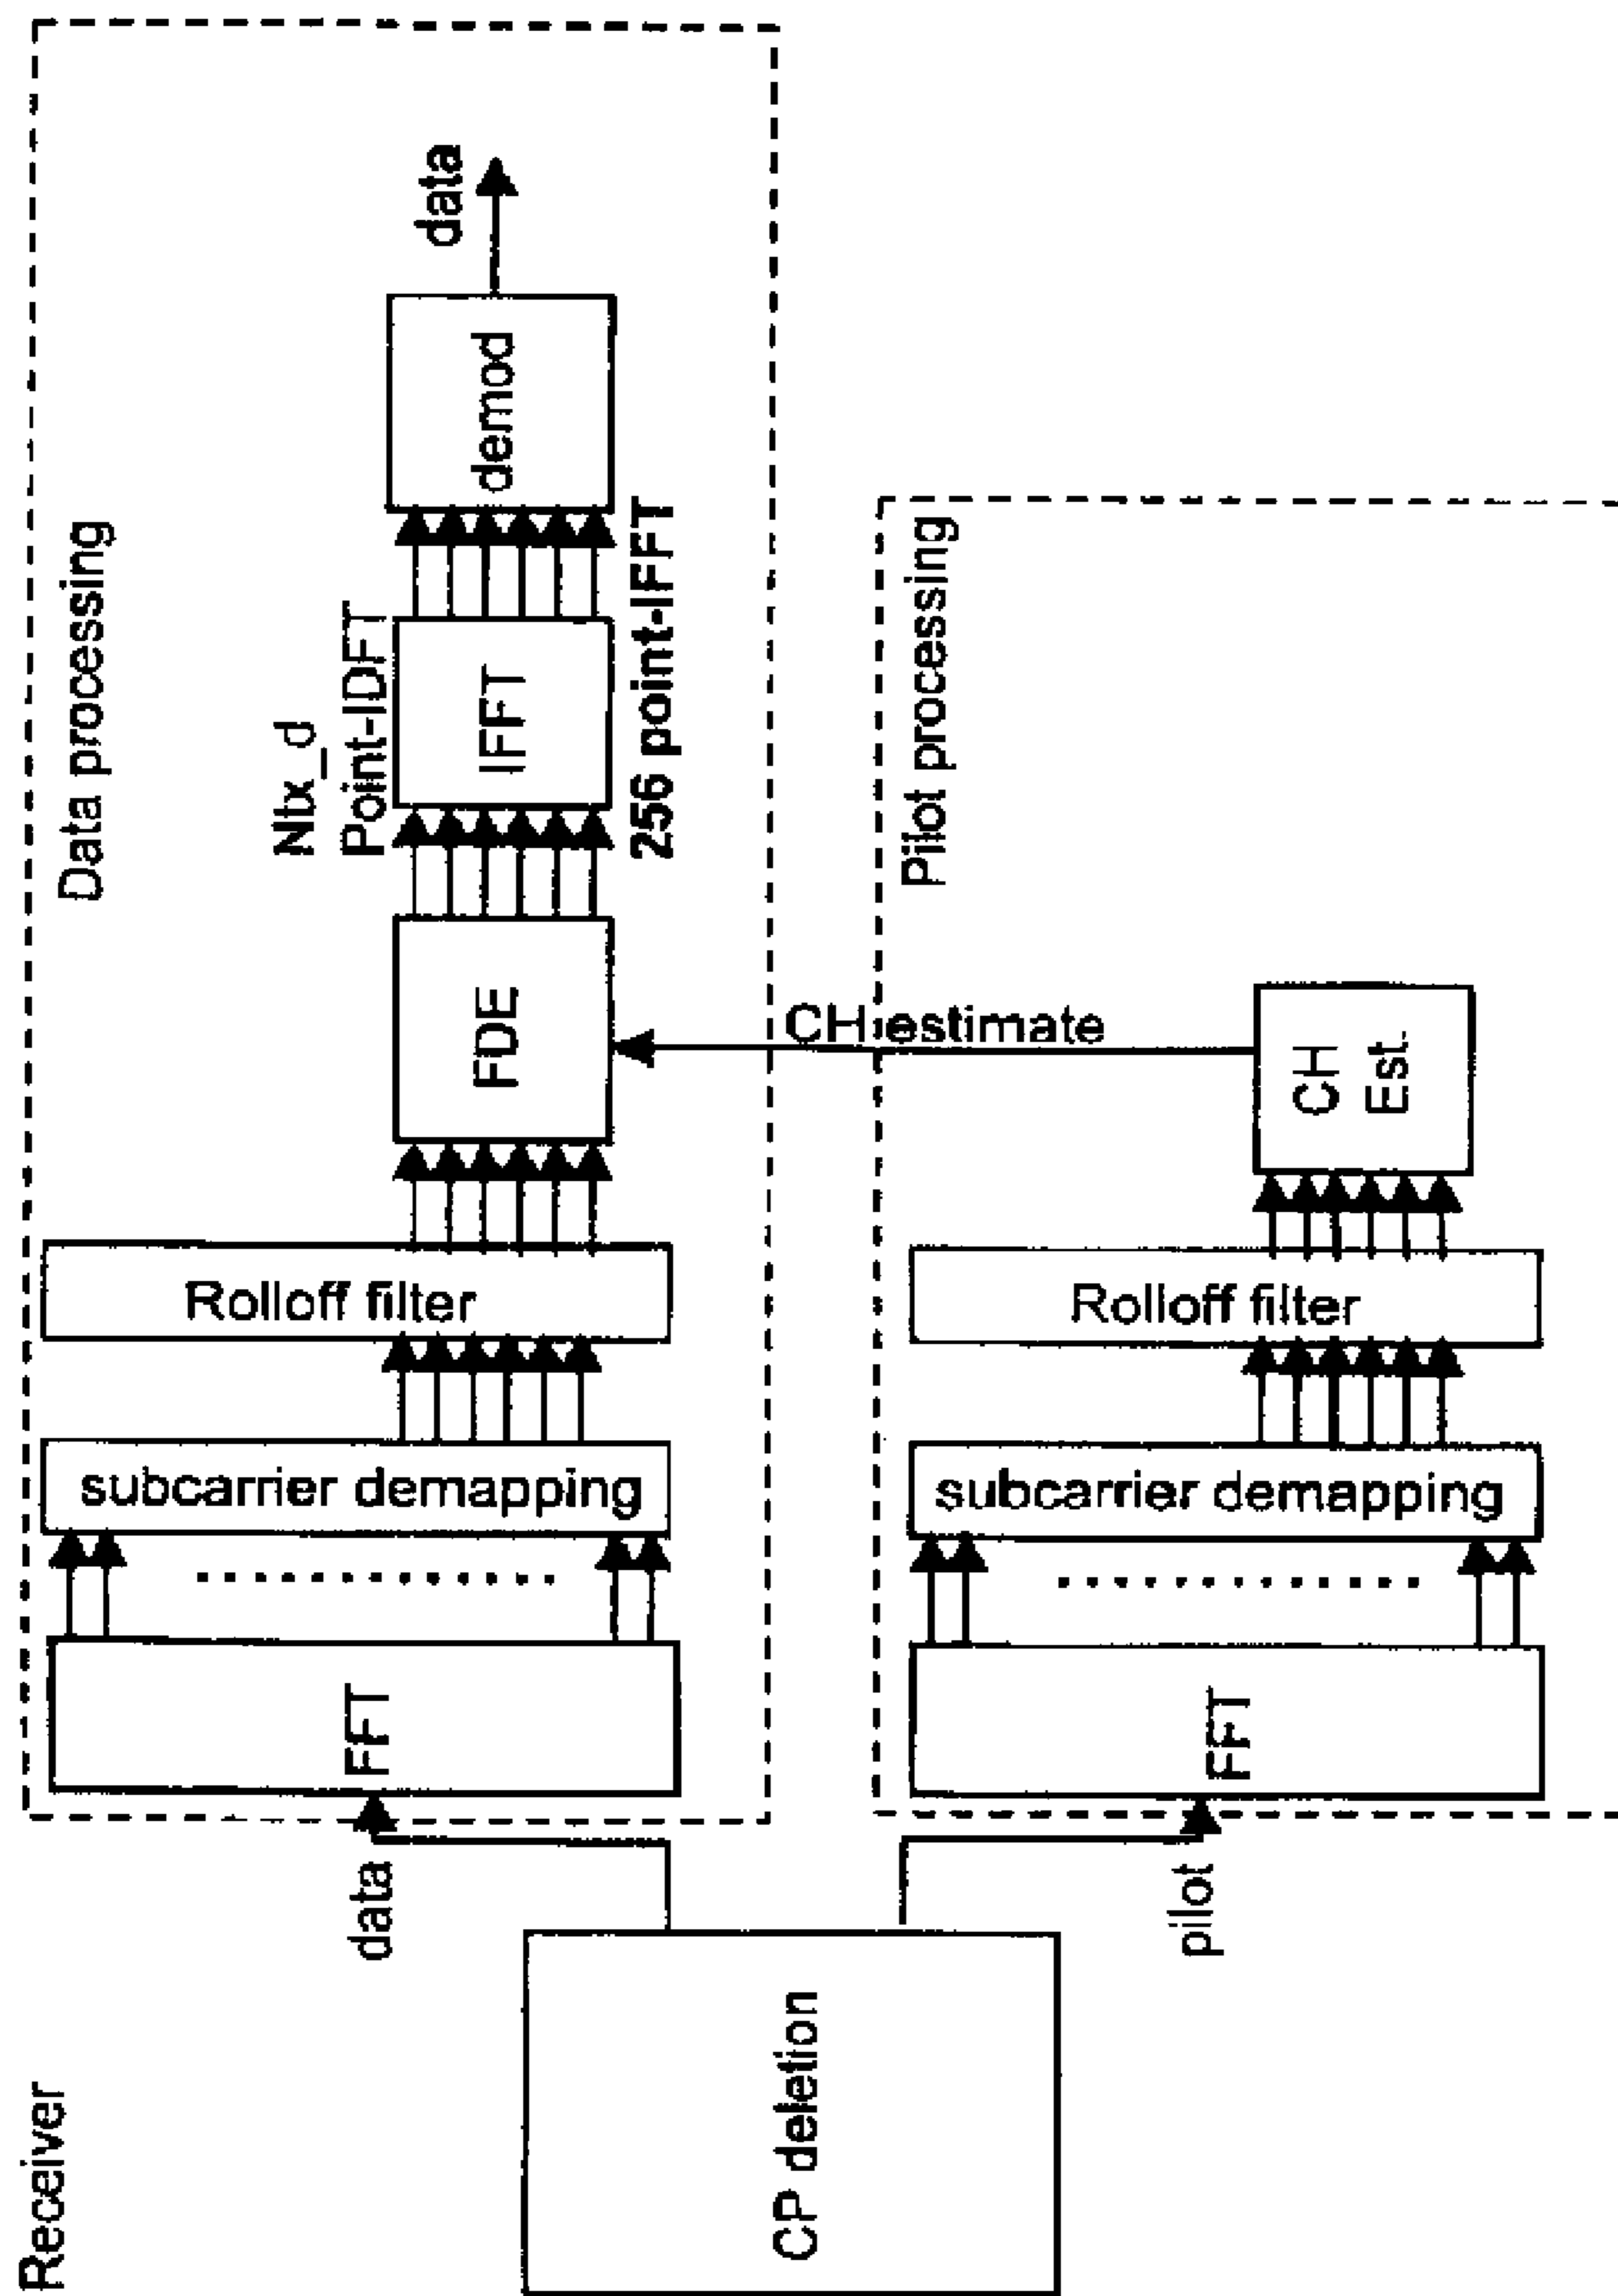 Receiver
CP deletion
data
pilot
Data processing
FFT
subcarrier demapping
Rolloff filter
FDE
Ntx_d
Point-IDFT
IFFT
256 point-IFFT
demod
data
CH estimate
Pilot processing
FFT
subcarrier demapping
Rolloff filter
CH
Est.